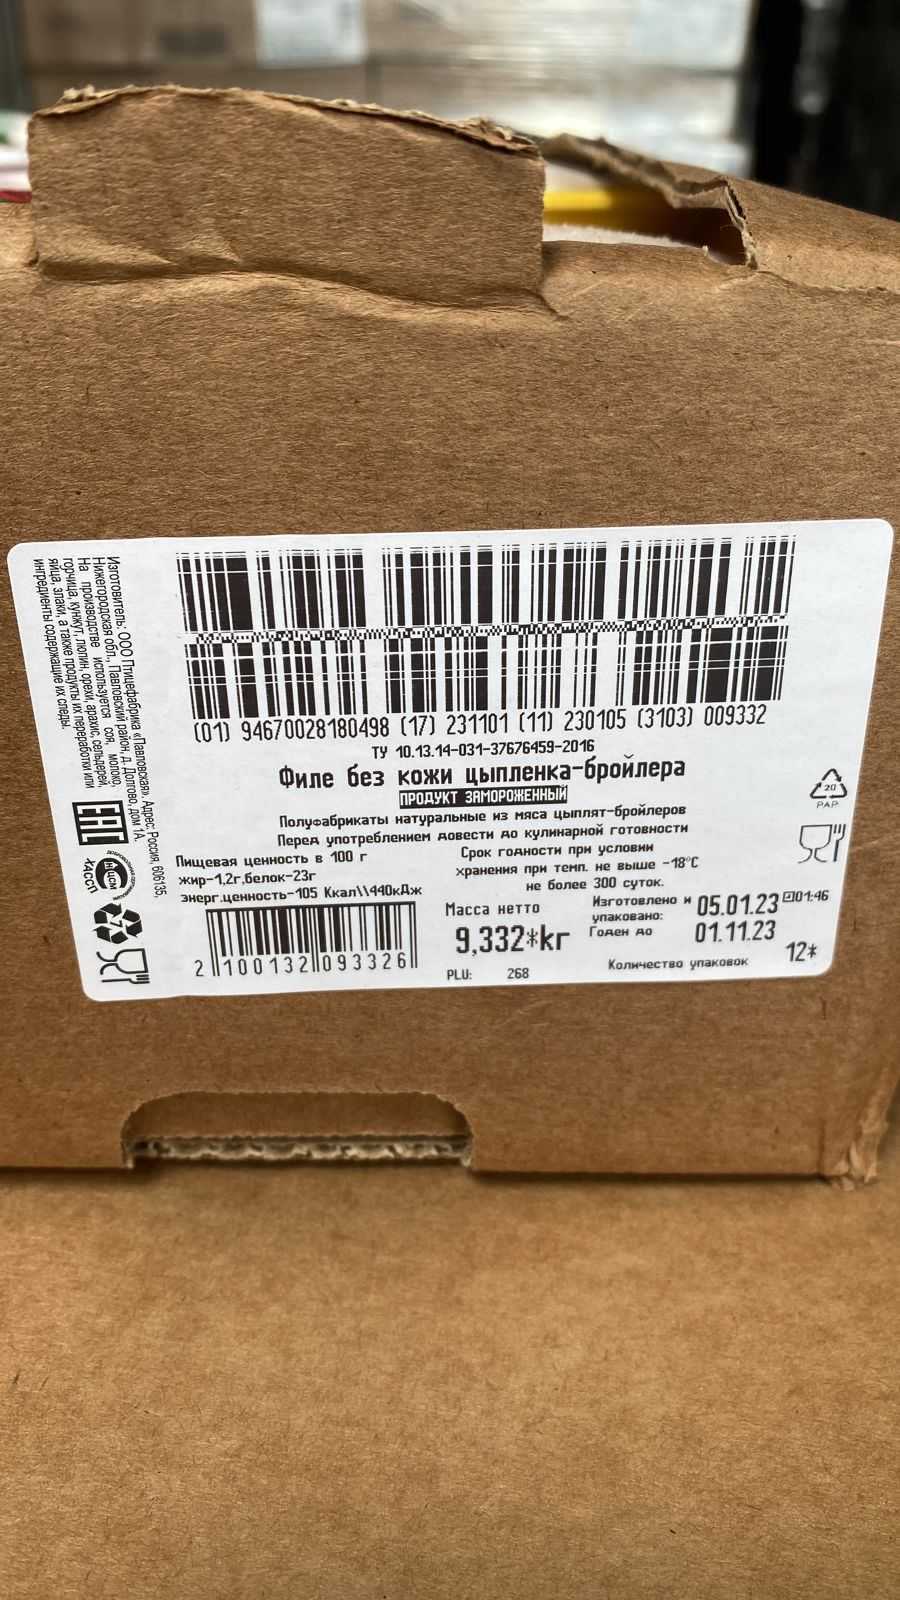 Изготовитель: ООО Птицефабрика «Павловская». Адрес: Россия, 606135,
Нижегородская обл., Павловский район, д. Долгово, дом 1А.
На производстве используется соя, молоко,
горчица, кунжут, люпин, орехи, арахис, сельдерей,
яйца, злаки, а также продукты их переработки или
ингредиенты содержащие их следы.
EAC
ХАССП
7
(01) 94670028180498 (17) 231101 (11) 230105 (3103) 009332
ТУ 10.13.14-031-37676459-2016
Филе без кожи цыпленка-бройлера
ПРОДУКТ ЗАМОРОЖЕННЫЙ
Полуфабрикаты натуральные из мяса цыплят-бройлеров
Перед употреблением довести до кулинарной готовности
Пищевая ценность в 100 г
жир-1,2г,белок-23г
энерг.ценность-105 Ккал\\440кДж
Срок годности при условии
хранения при темп. не выше -18°C
не более 300 суток.
2 100132 093326
Масса нетто
9,332*кг
PLU: 268
Изготовлено и
упаковано: 05.01.23 01:46
Годен до 01.11.23
Количество упаковок 12*
20
PAP